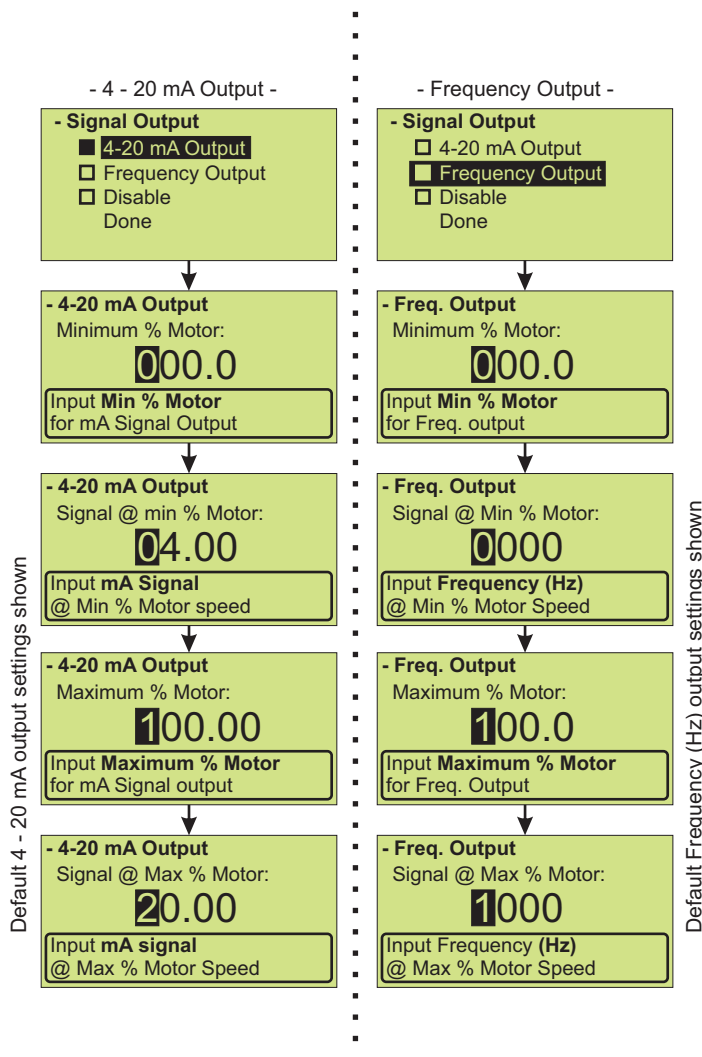 - 4 - 20 mA Output -
- Signal Output
4-20 mA Output
Frequency Output
Disable
Done
- 4-20 mA Output
Minimum % Motor:
000.0
Input Min % Motor
for mA Signal Output
- 4-20 mA Output
Signal @ min % Motor:
04.00
Input mA Signal
@ Min % Motor speed
- 4-20 mA Output
Maximum % Motor:
100.00
Input Maximum % Motor
for mA Signal output
- 4-20 mA Output
Signal @ Max % Motor:
20.00
Input mA signal
@ Max % Motor Speed
Default 4 - 20 mA output settings shown
- Frequency Output -
- Signal Output
4-20 mA Output
Frequency Output
Disable
Done
- Freq. Output
Minimum % Motor:
000.0
Input Min % Motor
for Freq. output
- Freq. Output
Signal @ Min % Motor:
0000
Input Frequency (Hz)
@ Min % Motor Speed
- Freq. Output
Maximum % Motor:
100.0
Input Maximum % Motor
for Freq. Output
- Freq. Output
Signal @ Max % Motor:
1000
Input Frequency (Hz)
@ Max % Motor Speed
Default Frequency (Hz) output settings shown